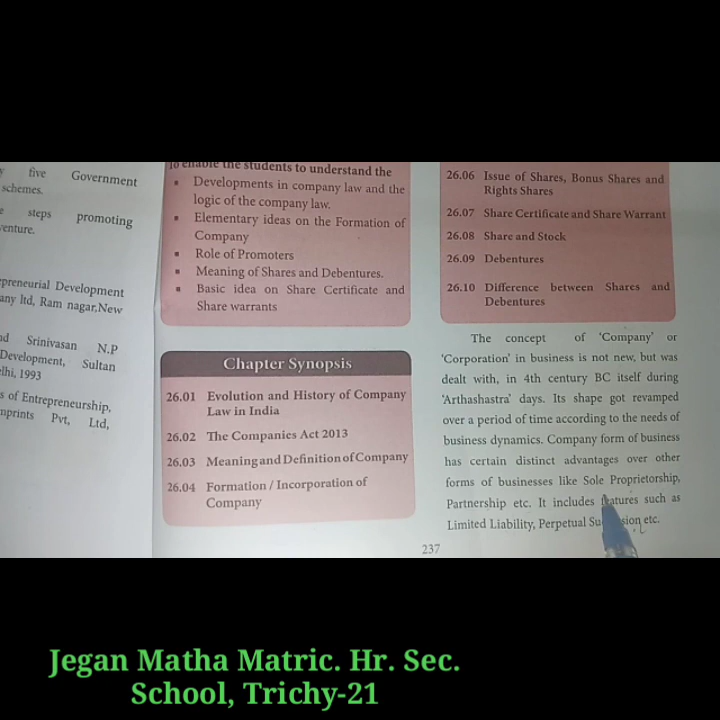 five Government
schemes.
steps promoting
venture.
epreneurial Development
any ltd, Ram nagar,New
Srinivasan N.P
Development, Sultan
elhi, 1993
s of Entrepreneurship,
mprints Pvt, Ltd,
To enable the students to understand the
▪ Developments in company law and the
logic of the company law.
▪ Elementary ideas on the Formation of
Company
▪ Role of Promoters
▪ Meaning of Shares and Debentures.
▪ Basic idea on Share Certificate and
Share warrants
Chapter Synopsis
26.01 Evolution and History of Company
Law in India
26.02 The Companies Act 2013
26.03 Meaning and Definition of Company
26.04 Formation / Incorporation of
Company
26.06 Issue of Shares, Bonus Shares and
Rights Shares
26.07 Share Certificate and Share Warrant
26.08 Share and Stock
26.09 Debentures
26.10 Difference between Shares and
Debentures
The concept of 'Company' or
'Corporation' in business is not new, but was
dealt with, in 4th century BC itself during
'Arthashastra' days. Its shape got revamped
over a period of time according to the needs of
business dynamics. Company form of business
has certain distinct advantages over other
forms of businesses like Sole Proprietorship,
Partnership etc. It includes features such as
Limited Liability, Perpetual etc.
237
Jegan Matha Matric. Hr. Sec.
School, Trichy-21